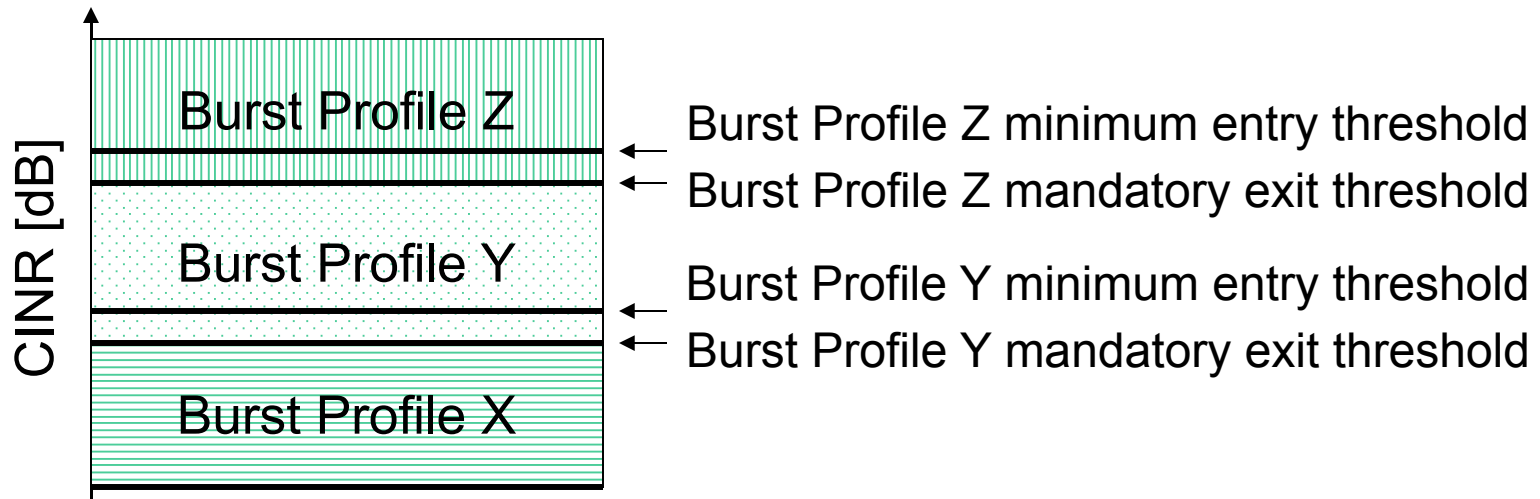 CINR [dB]
Burst Profile Z
Burst Profile Y
Burst Profile X
Burst Profile Z minimum entry threshold
Burst Profile Z mandatory exit threshold
Burst Profile Y minimum entry threshold
Burst Profile Y mandatory exit threshold